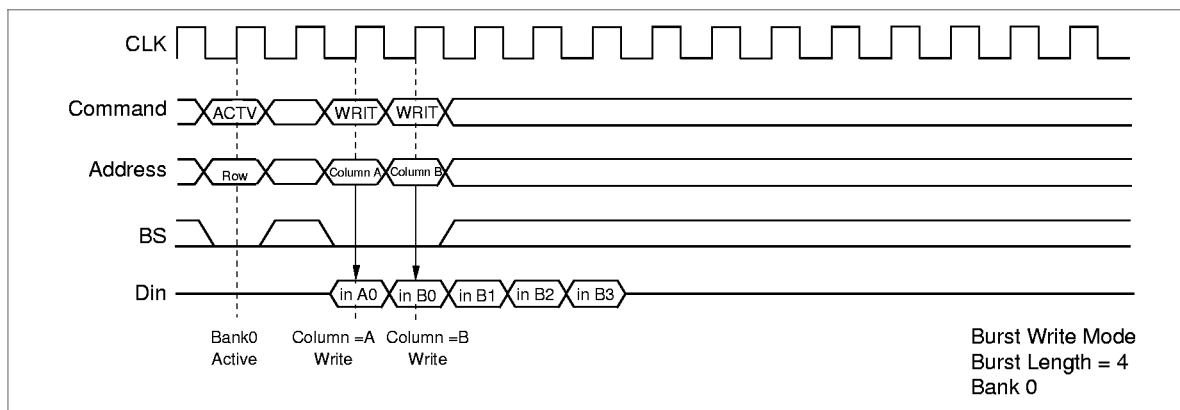 CLK
Command
ACTV
WRIT
WRIT
Address
Row
Column A
Column B
BS
Din
in A0
in B0
in B1
in B2
in B3
Bank0
Active
Column =A
Write
Column =B
Write
Burst Write Mode
Burst Length = 4
Bank 0